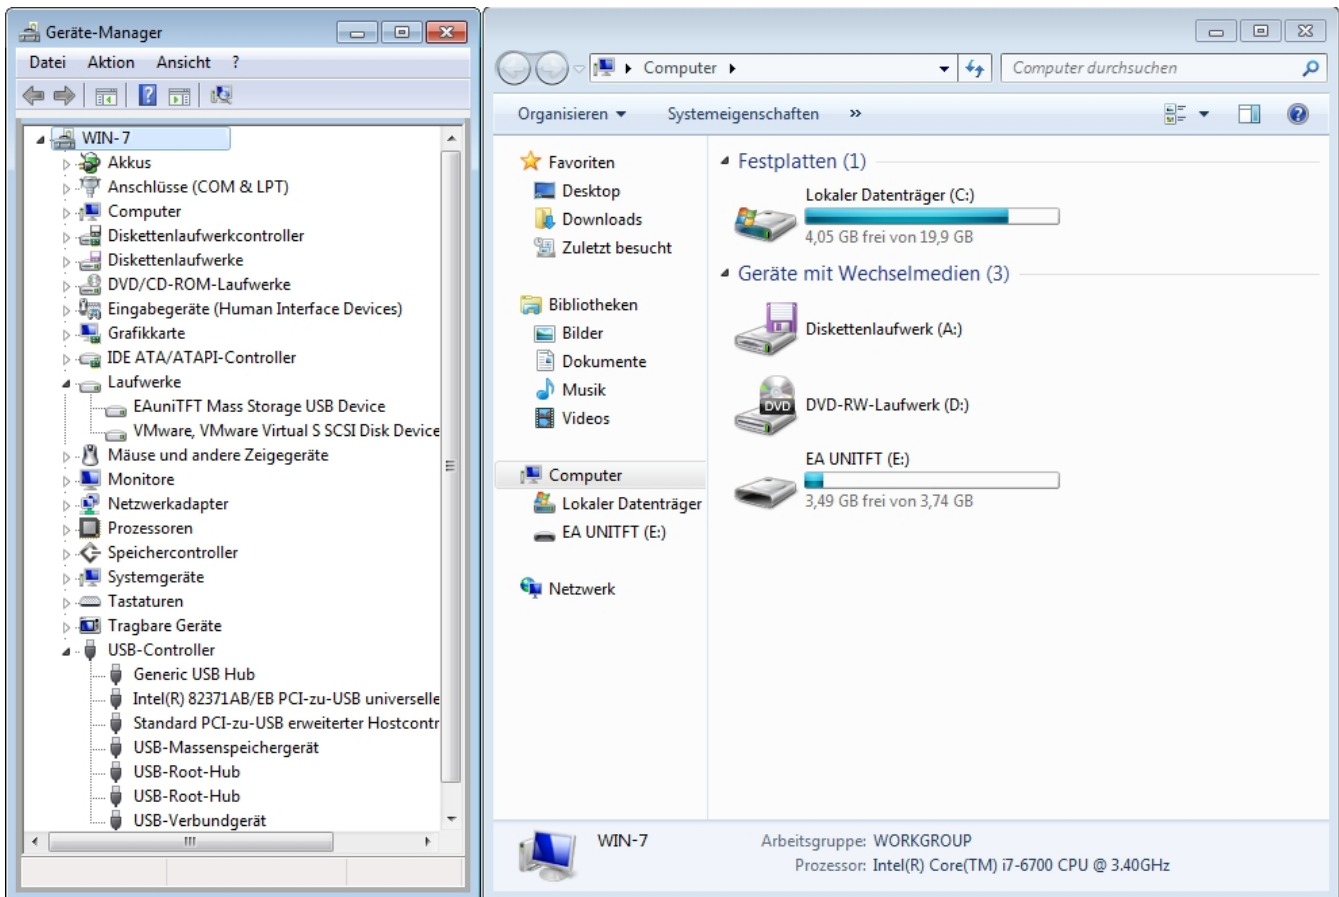 Geräte-Manager
Datei Aktion Ansicht ?
WIN-7
Akkus
Anschlüsse (COM & LPT)
Computer
Diskettenlaufwerkcontroller
Diskettenlaufwerke
DVD/CD-ROM-Laufwerke
Eingabegeräte (Human Interface Devices)
Grafikkarte
IDE ATA/ATAPI-Controller
Laufwerke
EAuniTFT Mass Storage USB Device
VMware, VMware Virtual S SCSI Disk Device
Mäuse und andere Zeigegeräte
Monitore
Netzwerkadapter
Prozessoren
Speichercontroller
Systemgeräte
Tastaturen
Tragbare Geräte
USB-Controller
Generic USB Hub
Intel(R) 82371AB/EB PCI-zu-USB universelle
Standard PCI-zu-USB erweiterter Hostcontr
USB-Massenspeichergerät
USB-Root-Hub
USB-Root-Hub
USB-Verbundgerät
Computer
Computer durchsuchen
Organisieren Systemeigenschaften »
Favoriten
Desktop
Downloads
Zuletzt besucht
Bibliotheken
Bilder
Dokumente
Musik
Videos
Computer
Lokaler Datenträger
EA UNITFT (E:)
Netzwerk
Festplatten (1)
Lokaler Datenträger (C:)
4,05 GB frei von 19,9 GB
Geräte mit Wechselmedien (3)
Diskettenlaufwerk (A:)
DVD
DVD-RW-Laufwerk (D:)
EA UNITFT (E:)
3,49 GB frei von 3,74 GB
WIN-7
Arbeitsgruppe: WORKGROUP
Prozessor: Intel(R) Core(TM) i7-6700 CPU @ 3.40GHz